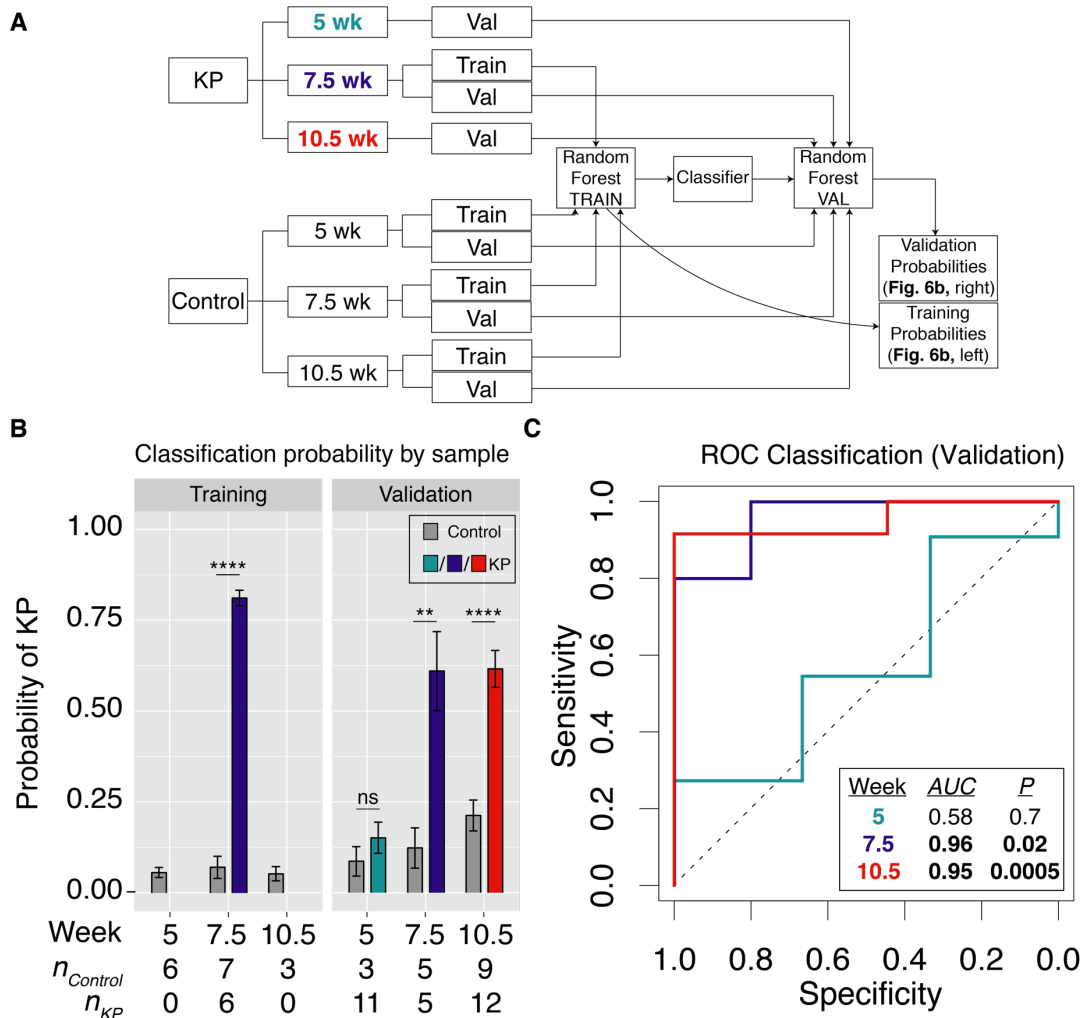 A
KP
5 wk
Val
7.5 wk
Train
Val
10.5 wk
Val
Random
Forest
TRAIN
Classifier
Random
Forest
VAL
Control
5 wk
Train
Val
7.5 wk
Train
Val
10.5 wk
Train
Val
Validation
Probabilities
(Fig. 6b, right)
Training
Probabilities
(Fig. 6b, left)
B
Classification probability by sample
Training
Validation
Control
/ / KP
Probability of KP
1.00
0.75
0.50
0.25
0.00
****
ns
**
****
Week 5 7.5 10.5 5 7.5 10.5
nControl 6 7 3 3 5 9
nKP 0 6 0 11 5 12
C
ROC Classification (Validation)
Sensitivity
1.0
0.8
0.6
0.4
0.2
0.0
Week AUC P
5 0.58 0.7
7.5 0.96 0.02
10.5 0.95 0.0005
1.0 0.8 0.6 0.4 0.2 0.0
Specificity